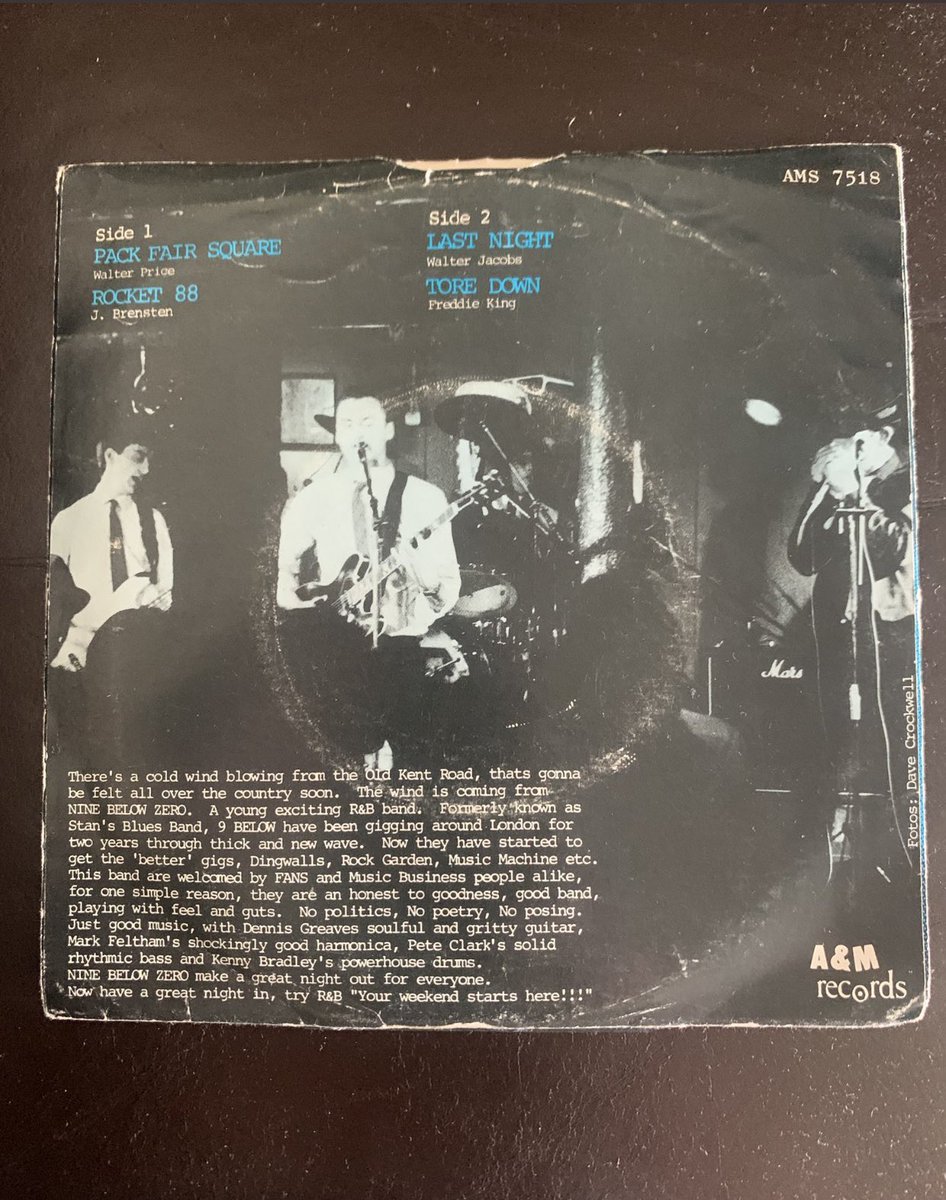 AMS 7518
Side 1
PACK FAIR SQUARE
Walter Price
ROCKET 88
J. Brensten
Side 2
LAST NIGHT
Walter Jacobs
TORE DOWN
Freddie King
Mars
Fotos: Dave Crockwell
There's a cold wind blowing from the Old Kent Road, thats gonna
be felt all over the country soon. The wind is coming from
NINE BELOW ZERO. A young exciting R&B band. Formerly known as
Stan's Blues Band, 9 BELOW have been gigging around London for
two years through thick and new wave. Now they have started to
get the 'better' gigs, Dingwalls, Rock Garden, Music Machine etc.
This band are welcomed by FANS and Music Business people alike,
for one simple reason, they are an honest to goodness, good band,
playing with feel and guts. No politics, No poetry, No posing.
Just good music, with Dennis Greaves soulful and gritty guitar,
Mark Feltham's shockingly good harmonica, Pete Clark's solid
rhythmic bass and Kenny Bradley's powerhouse drums.
NINE BELOW ZERO make a great night out for everyone.
Now have a great night in, try R&B "Your weekend starts here!!!"
A&M
records